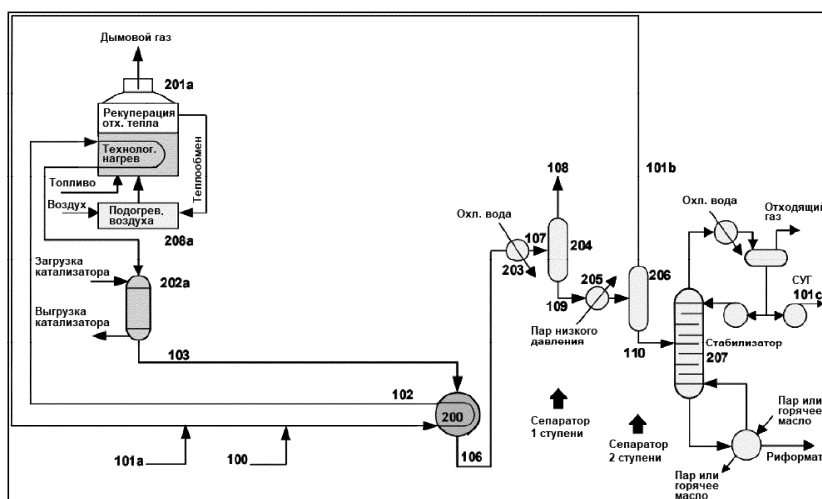 Дымовой газ
201a
Рекуперация
отх. тепла
Технолог.
нагрев
Теплообмен
Топливо
Воздух
Подогрев.
воздуха
208a
Загрузка
катализатора
202a
Выгрузка
катализатора
103
102
200
101a
100
106
108
Охл. вода
107
203
204
109
205
Пар низкого
давления
101b
206
110
Охл. вода
Отходящий
газ
СУГ
101c
Стабилизатор
207
Сепаратор
1 ступени
Сепаратор
2 ступени
Пар или
горячее
масло
Риформат
Пар или
горячее
масло